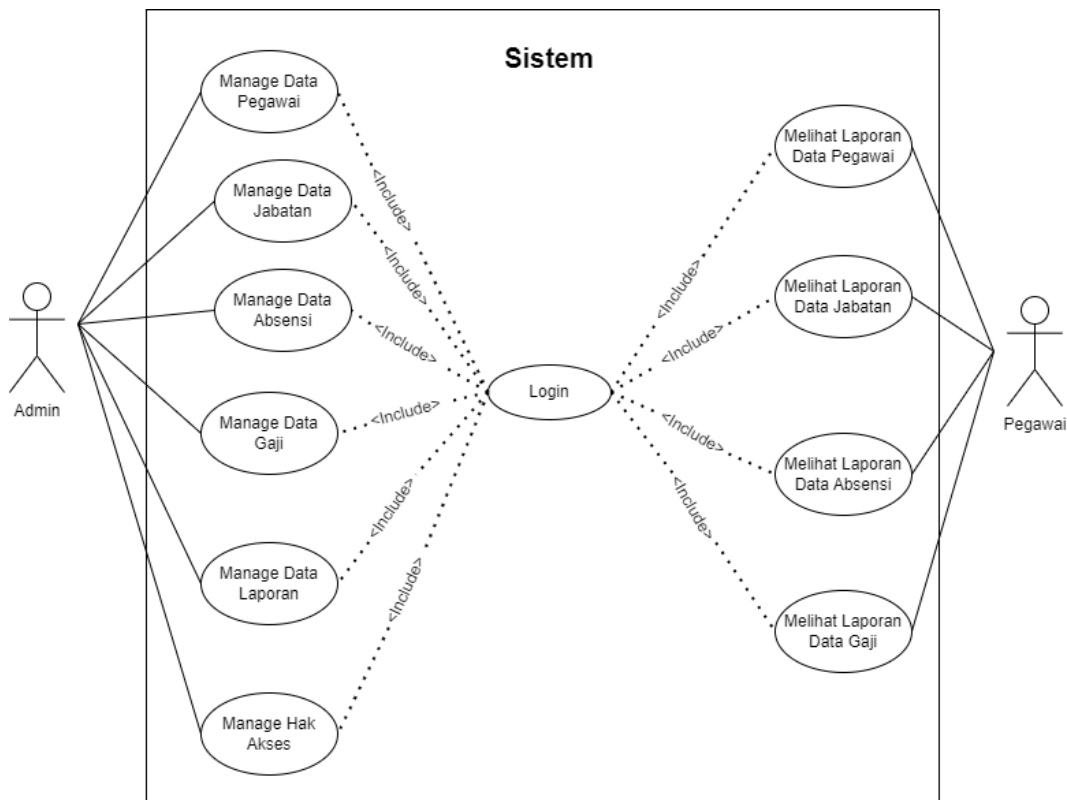 Sistem
Manage Data
Pegawai
Manage Data
Jabatan
Manage Data
Absensi
Manage Data
Gaji
Manage Data
Laporan
Manage Hak
Akses
<Include>
<Include>
<Include>
<Include>
<Include>
<Include>
Admin
Login
<Include>
<Include>
<Include>
<Include>
Melihat Laporan
Data Pegawai
Melihat Laporan
Data Jabatan
Melihat Laporan
Data Absensi
Melihat Laporan
Data Gaji
Pegawai